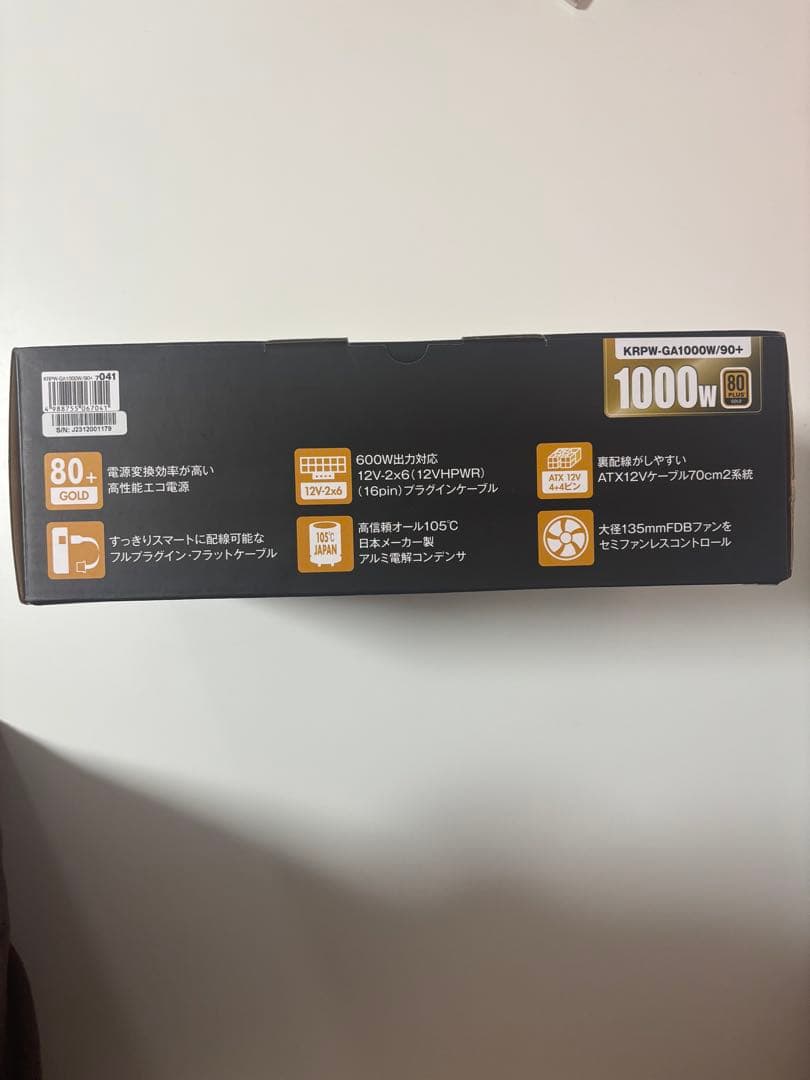 KRPW-GA1000W/90+ 7041
4988755067041
S/N: J2312001179
KRPW-GA1000W/90+
1000W
80
PLUS
GOLD
80+
GOLD
電源変換効率が高い
高性能エコ電源
12V-2x6
600W出力対応
12V-2x6(12VHPWR)
(16pin)プラグインケーブル
ATX 12V
4+4ピン
裏配線がしやすい
ATX12Vケーブル70cm2系統
すっきりスマートに配線可能な
フルプラグイン・フラットケーブル
105℃
JAPAN
高信頼オール105℃
日本メーカー製
アルミ電解コンデンサ
大径135mmFDBファンを
セミファンレスコントロール